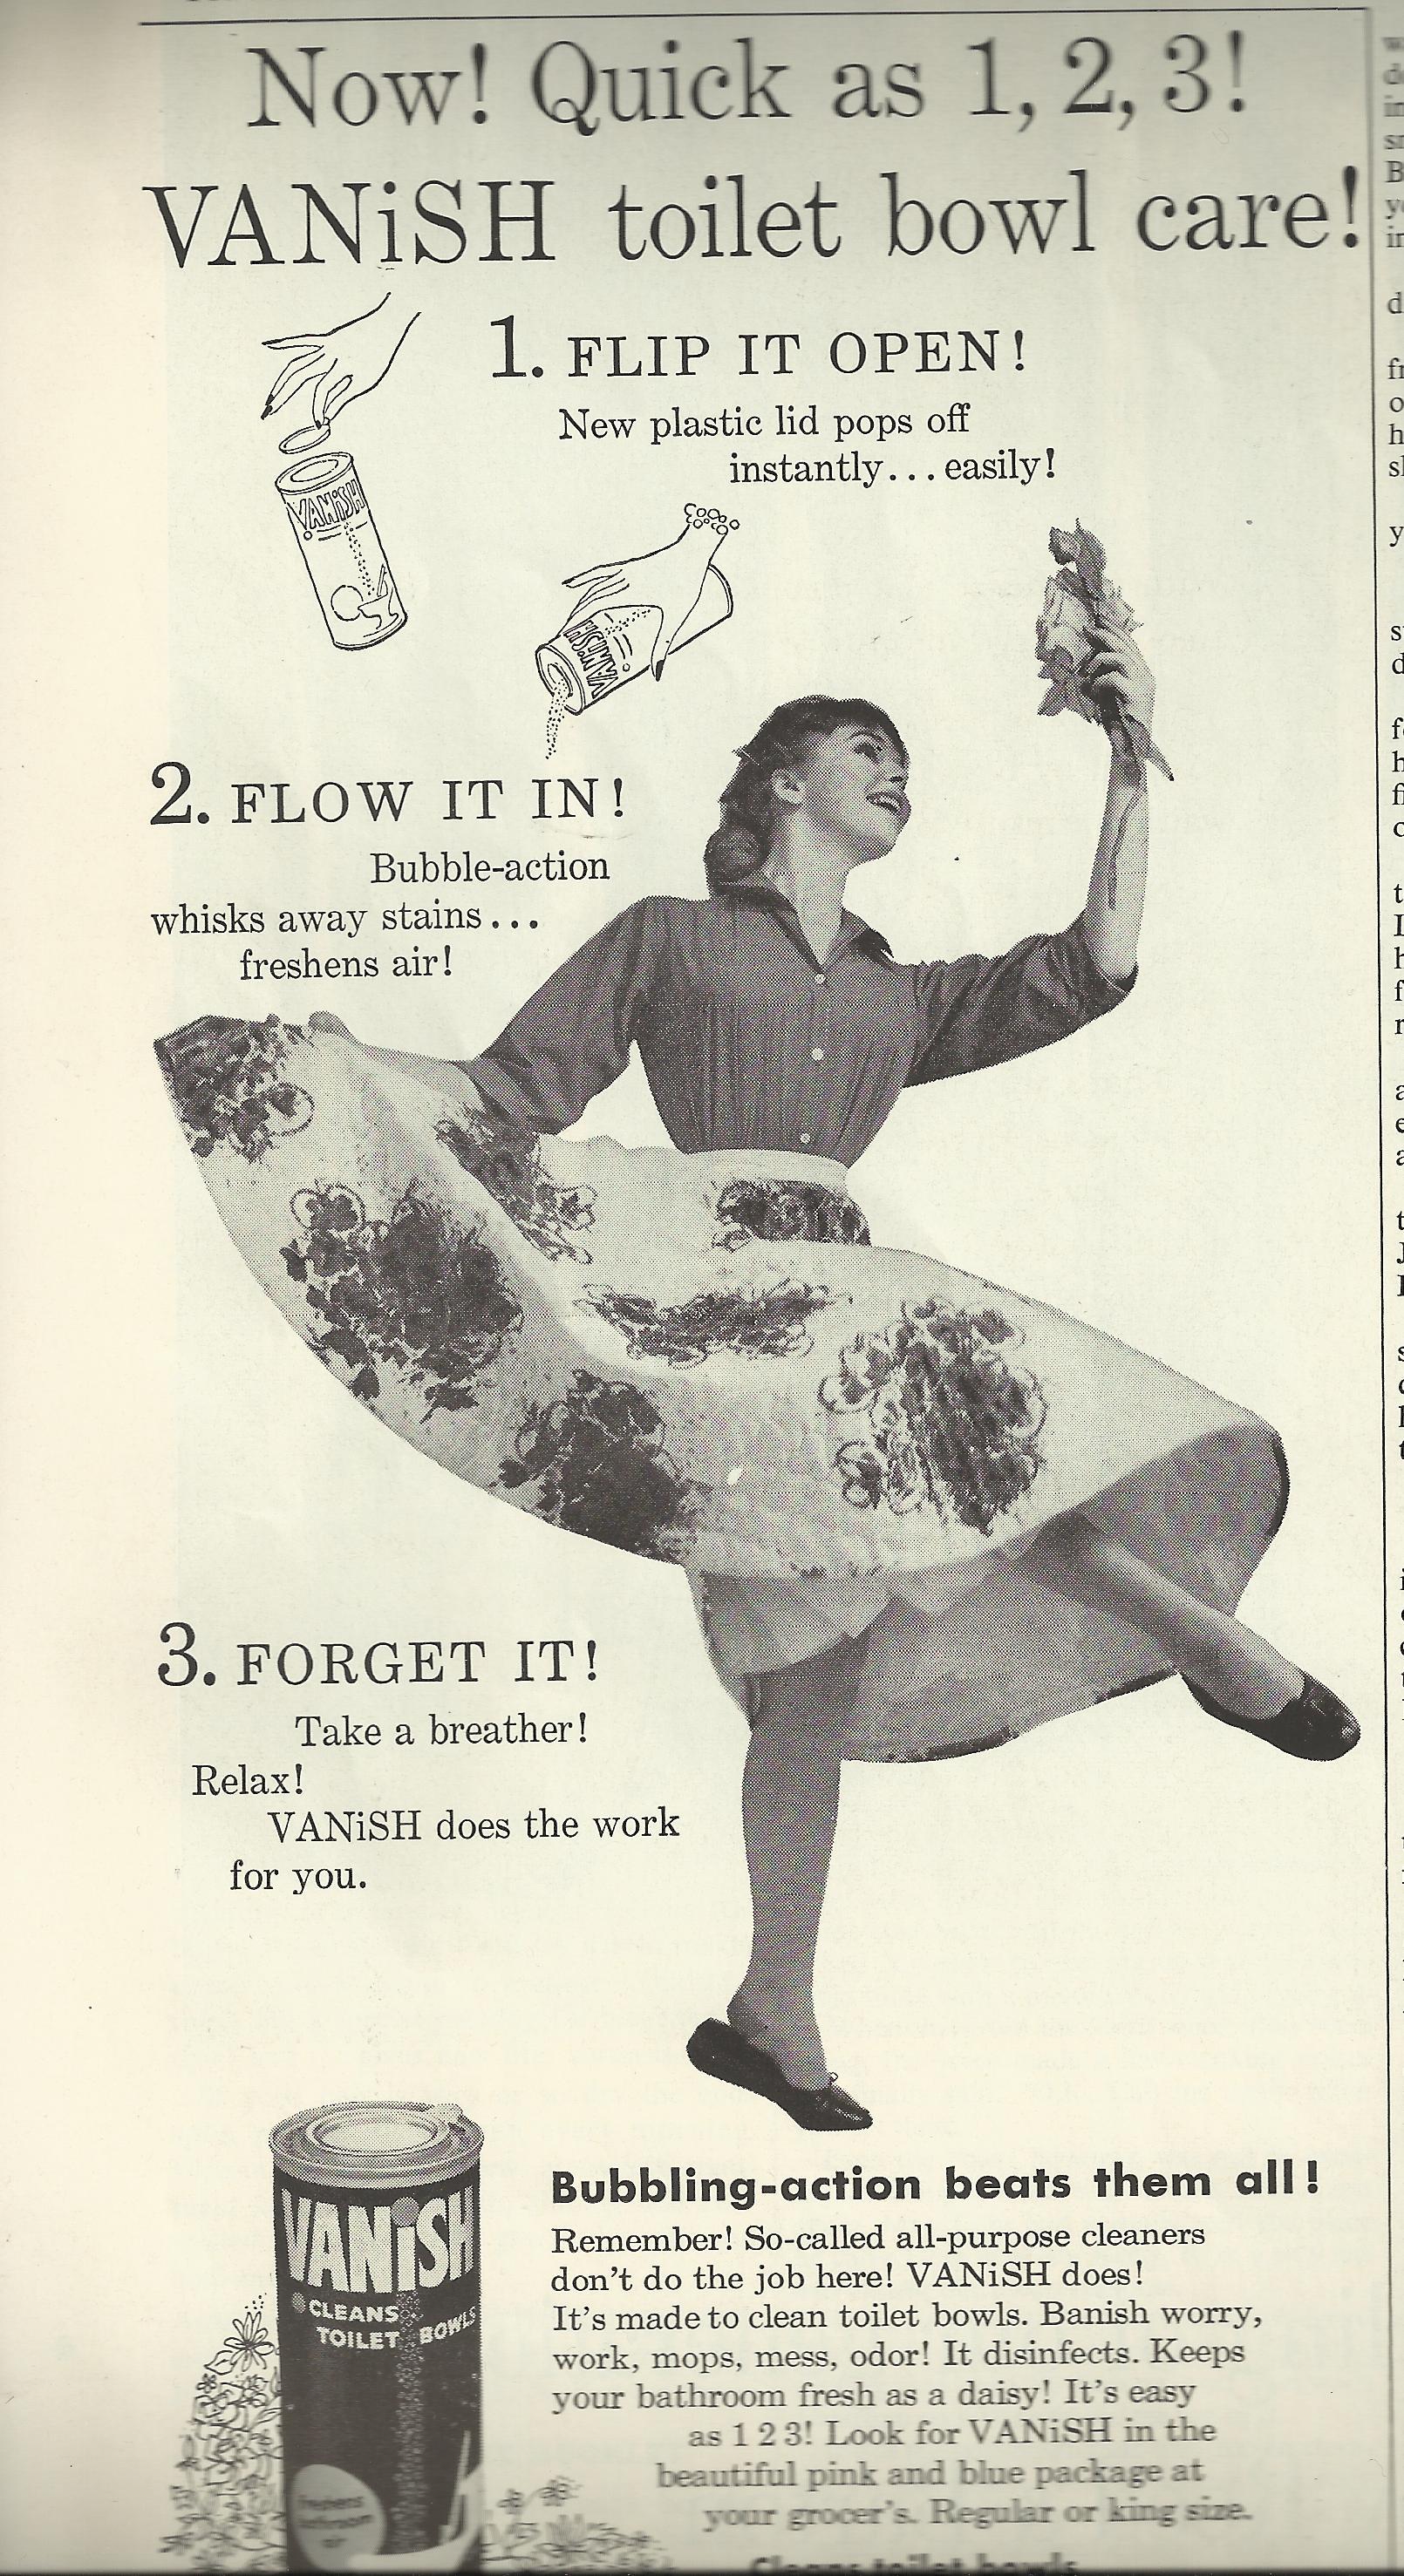 Now! Quick as 1, 2, 3!
VANiSH toilet bowl care!
1. FLIP IT OPEN!
New plastic lid pops off
instantly... easily!
VANiSH
VANiSH
2. FLOW IT IN!
Bubble-action
whisks away stains...
freshens air!
3. FORGET IT!
Take a breather!
Relax!
VANiSH does the work
for you.
VANiSH
CLEANS
TOILET BOWLS
freshens
bathroom
air
Bubbling-action beats them all!
Remember! So-called all-purpose cleaners
don't do the job here! VANiSH does!
It's made to clean toilet bowls. Banish worry,
work, mops, mess, odor! It disinfects. Keeps
your bathroom fresh as a daisy! It's easy
as 1 2 3! Look for VANiSH in the
beautiful pink and blue package at
your grocer's. Regular or king size.
Cleans toilet bowls